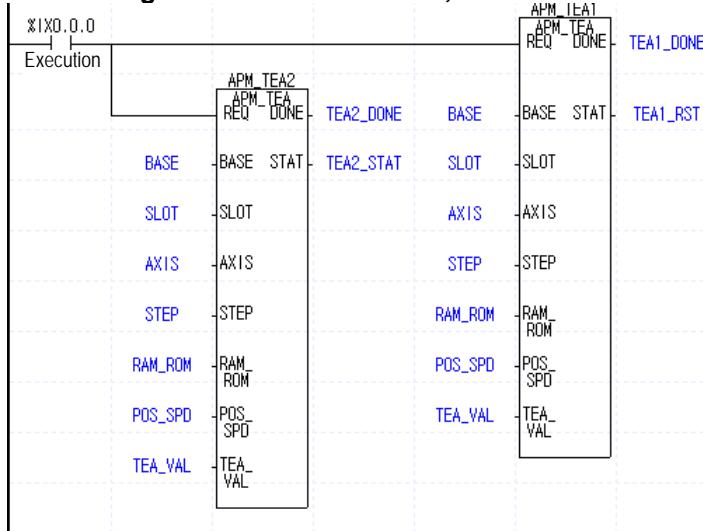 APM_TEA1
%IX0.0.0
APM_TEA
REQ DONE TEA1_DONE
Execution
APM_TEA2
APM_TEA
REQ DONE TEA2_DONE BASE BASE STAT TEA1_RST
BASE BASE STAT TEA2_STAT SLOT SLOT
SLOT SLOT AXIS AXIS
AXIS AXIS STEP STEP
STEP STEP RAM_ROM RAM_
ROM
RAM_ROM RAM_
ROM
POS_SPD POS_
SPD
POS_SPD POS_
SPD
TEA_VAL TEA_
VAL
TEA_VAL TEA_
VAL